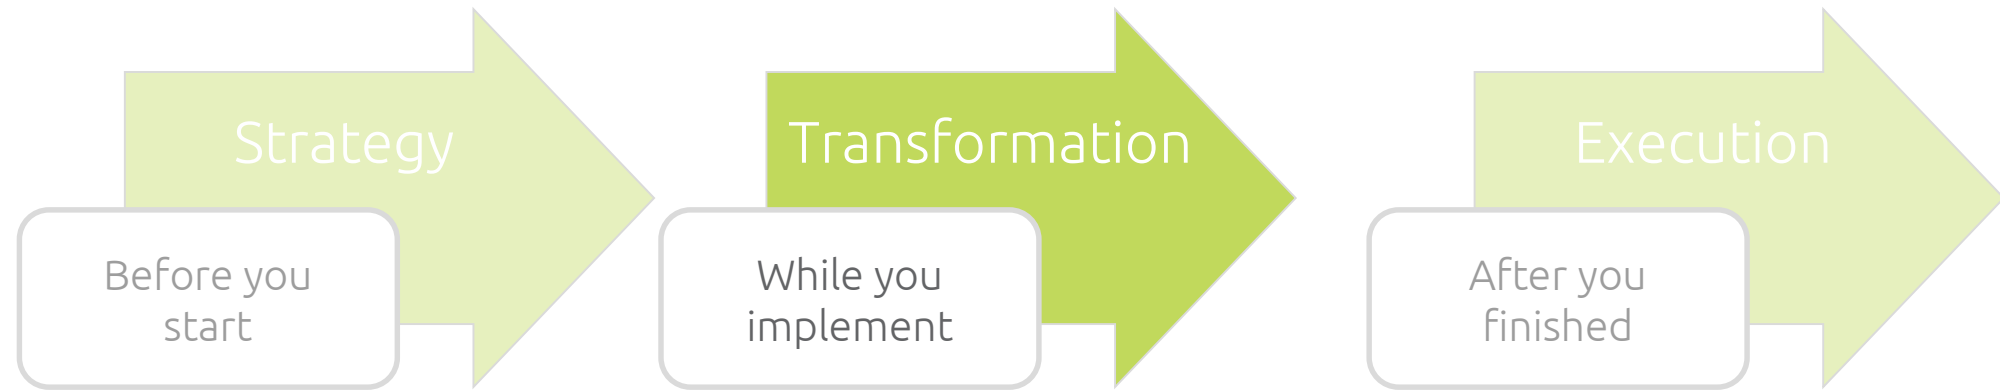 Strategy
Before you
start
Transformation
While you
implement
Execution
After you
finished